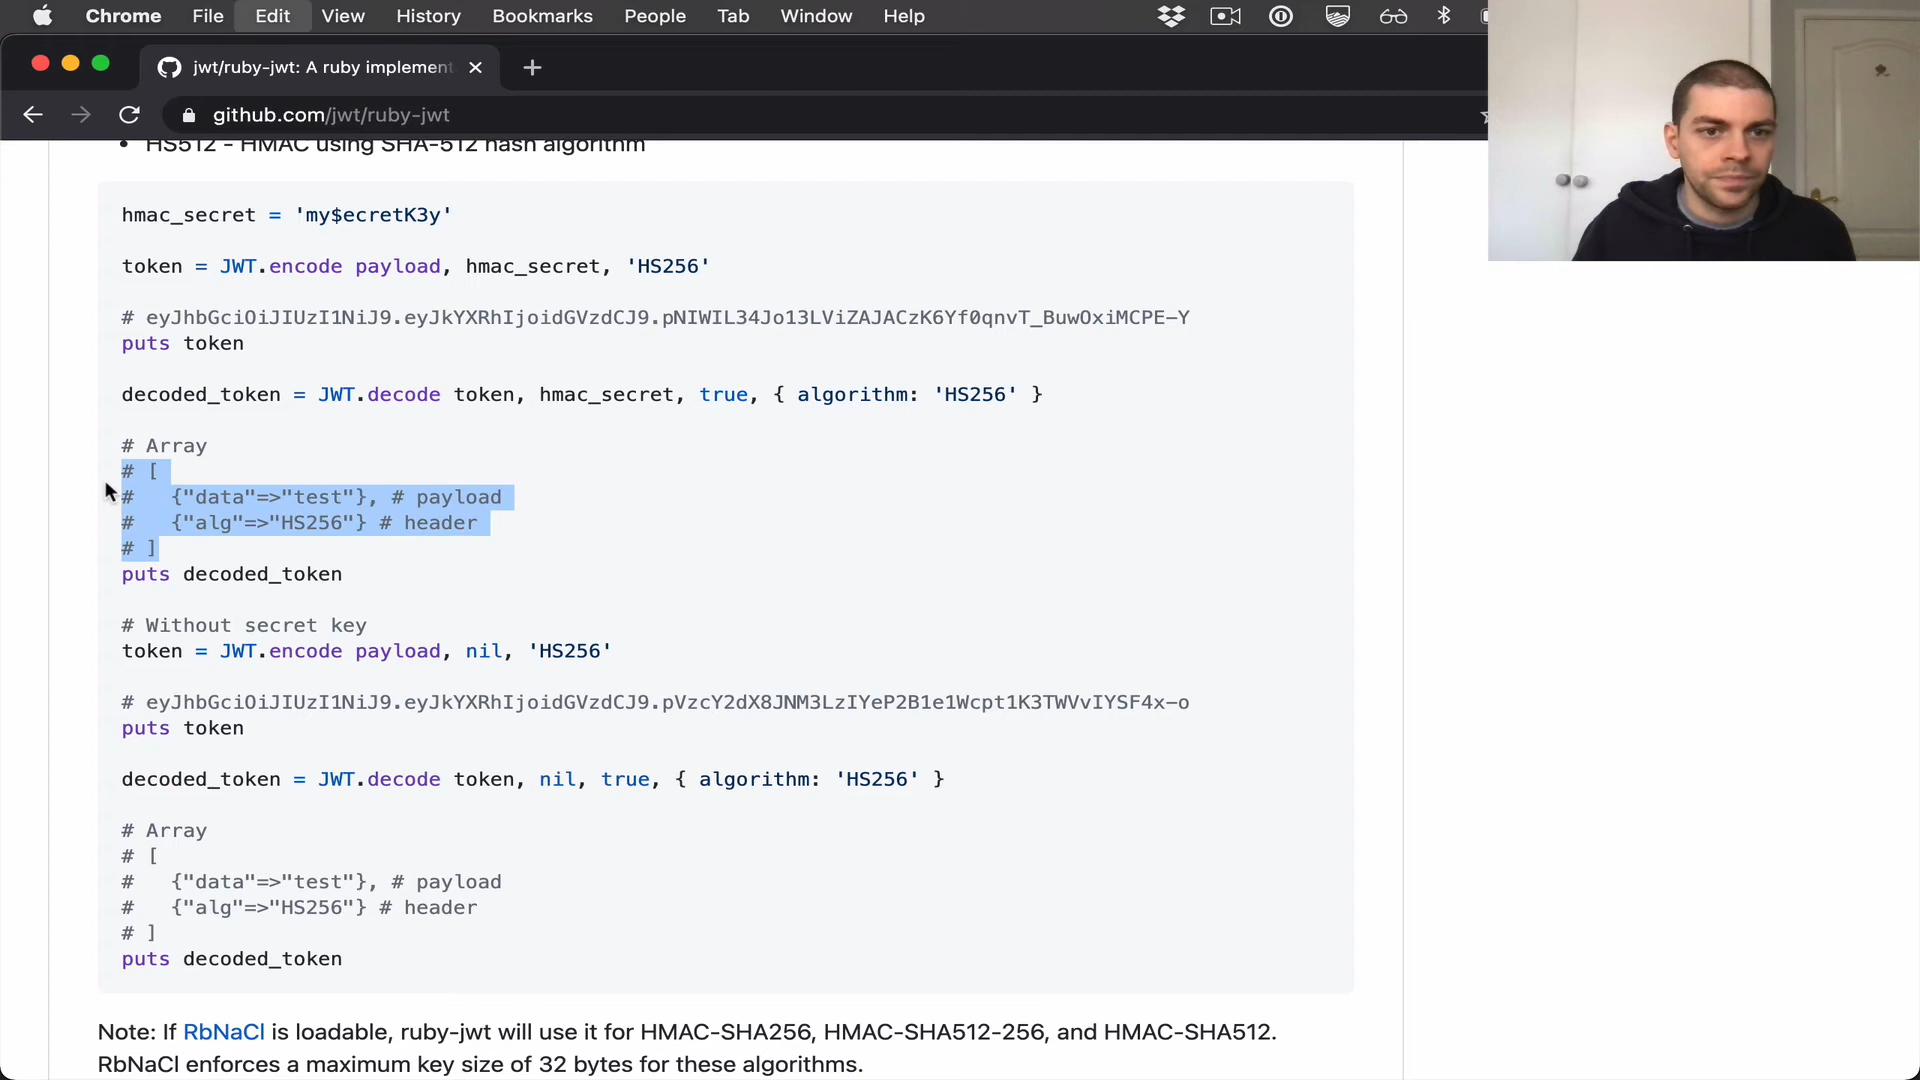 Chrome File Edit View History Bookmarks People Tab Window Help
jwt/ruby-jwt: A ruby implement
github.com/jwt/ruby-jwt
• HS512 - HMAC using SHA-512 hash algorithm
hmac_secret = 'my$ecretK3y'
token = JWT.encode payload, hmac_secret, 'HS256'
# eyJhbGciOiJIUzI1NiJ9.eyJkYXRhIjoidGVzdCJ9.pNIWIL34Jo13LViZAJACzK6Yf0qnvT_BuwOxiMCPE-Y
puts token
decoded_token = JWT.decode token, hmac_secret, true, { algorithm: 'HS256' }
# Array
# [
#   {"data"=>"test"}, # payload
#   {"alg"=>"HS256"} # header
# ]
puts decoded_token
# Without secret key
token = JWT.encode payload, nil, 'HS256'
# eyJhbGciOiJIUzI1NiJ9.eyJkYXRhIjoidGVzdCJ9.pVzcY2dX8JNM3LzIYeP2B1e1Wcpt1K3TWVvIYSF4x-o
puts token
decoded_token = JWT.decode token, nil, true, { algorithm: 'HS256' }
# Array
# [
#   {"data"=>"test"}, # payload
#   {"alg"=>"HS256"} # header
# ]
puts decoded_token
Note: If RbNaCl is loadable, ruby-jwt will use it for HMAC-SHA256, HMAC-SHA512-256, and HMAC-SHA512.
RbNaCl enforces a maximum key size of 32 bytes for these algorithms.